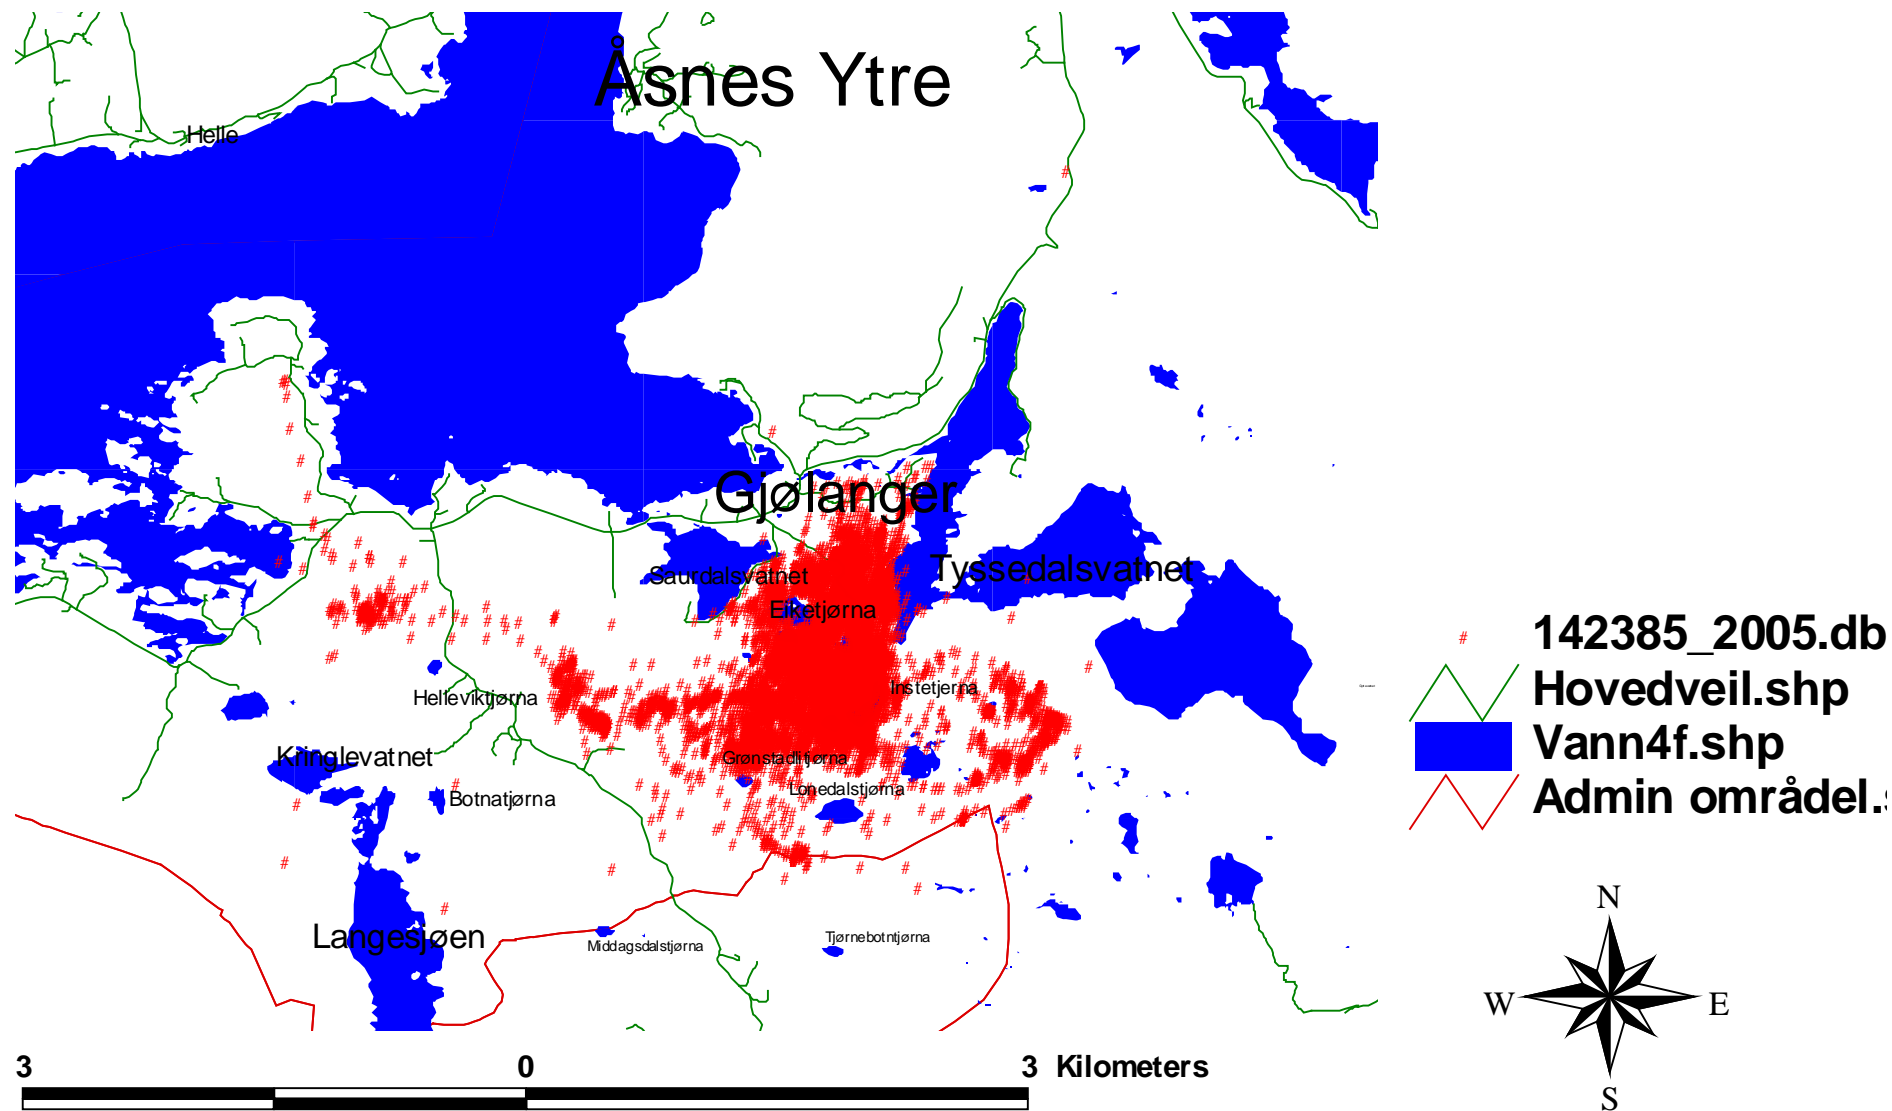 Åsnes Ytre
Helle
Gjølanger
Saurdalsvatnet
Tyssedalsvatnet
Eiketjørna
Instetjerna
Helleviktjørna
Kringlevatnet
Grønstadlitjørna
Lonedalstjørna
Botnatjørna
Langesjøen
Middagsdalstjørna
Tjørnebotntjørna
# 142385_2005.db
Hovedveil.shp
Vann4f.shp
Admin områdel.s
N
W E
S
3 0 3 Kilometers